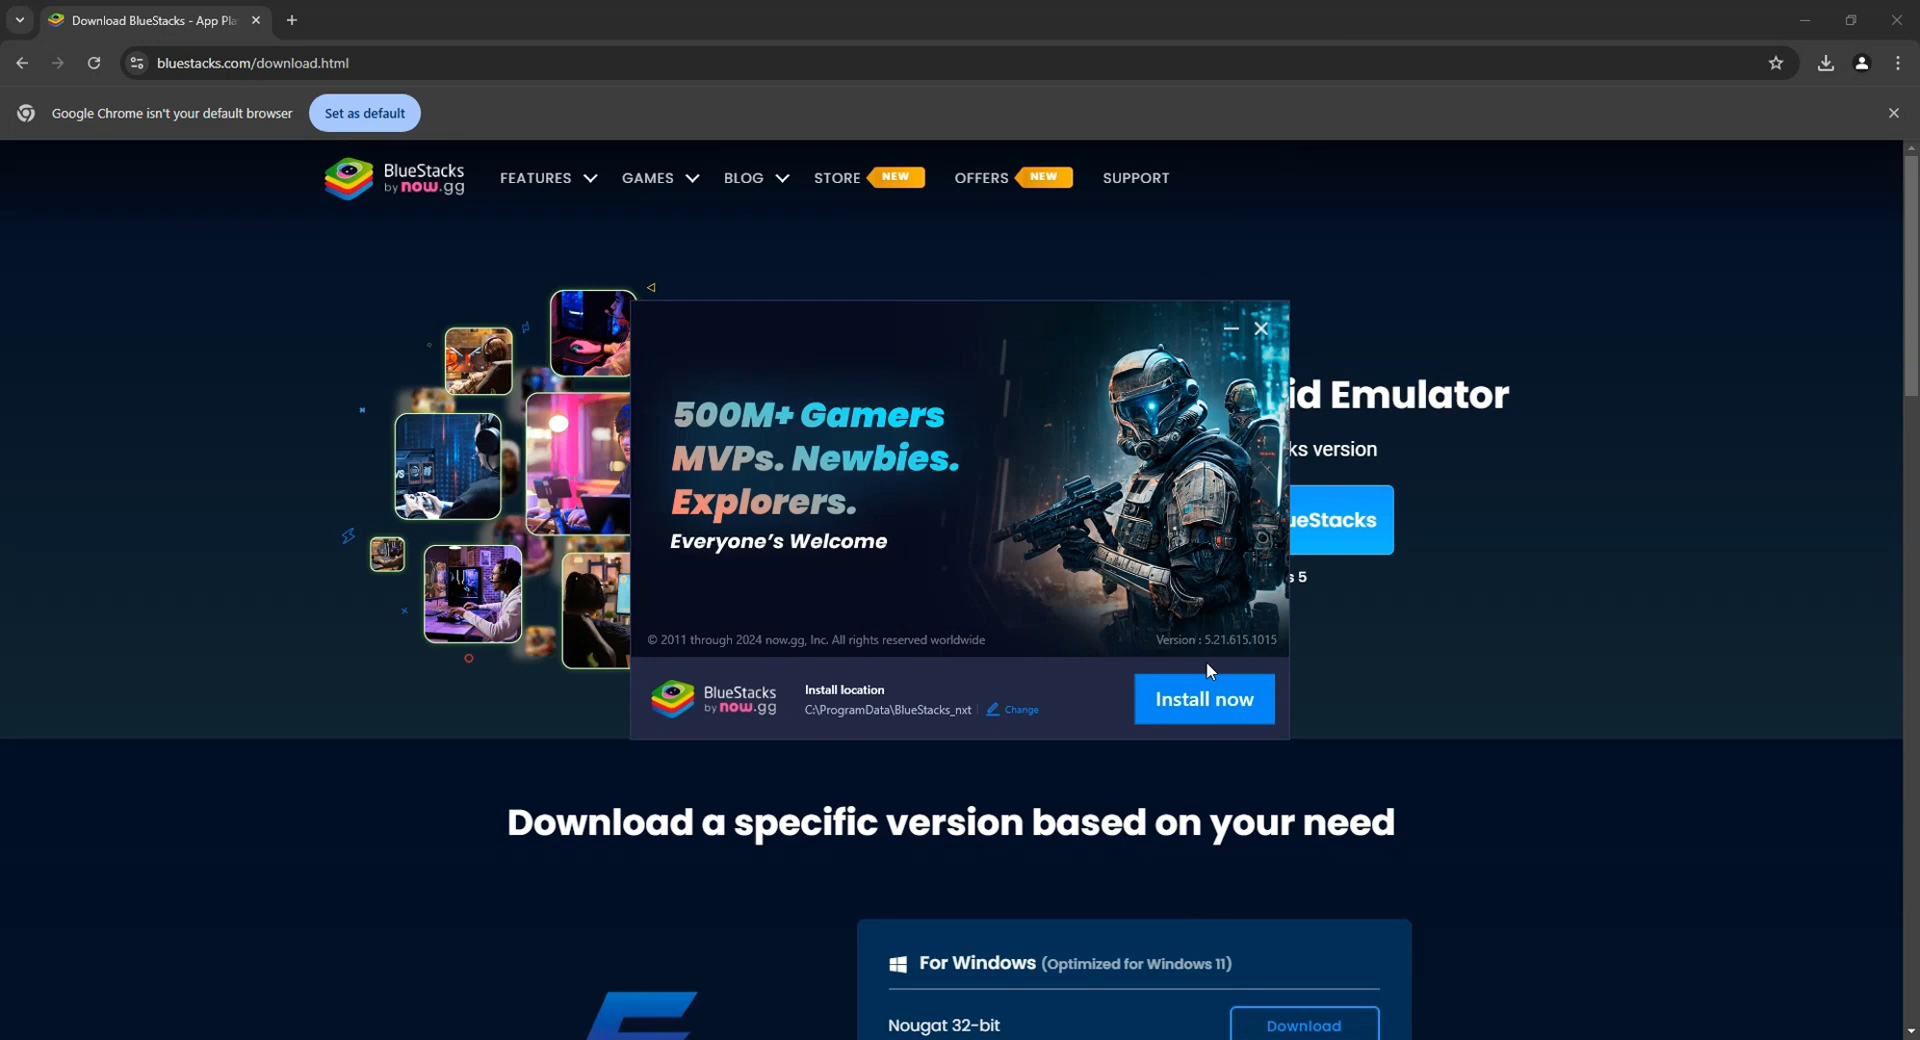 Download BlueStacks - App Pla
bluestacks.com/download.html
Google Chrome isn't your default browser
Set as default
BlueStacks
by now.gg
FEATURES
GAMES
BLOG
STORE
NEW
OFFERS
NEW
SUPPORT
id Emulator
ks version
ueStacks
s 5
500M+ Gamers
MVPs. Newbies.
Explorers.
Everyone's Welcome
© 2011 through 2024 now.gg, Inc. All rights reserved worldwide
Version : 5.21.615.1015
BlueStacks
by now.gg
Install location
C:\ProgramData\BlueStacks_nxt
Change
Install now
Download a specific version based on your need
For Windows (Optimized for Windows 11)
Nougat 32-bit
Download